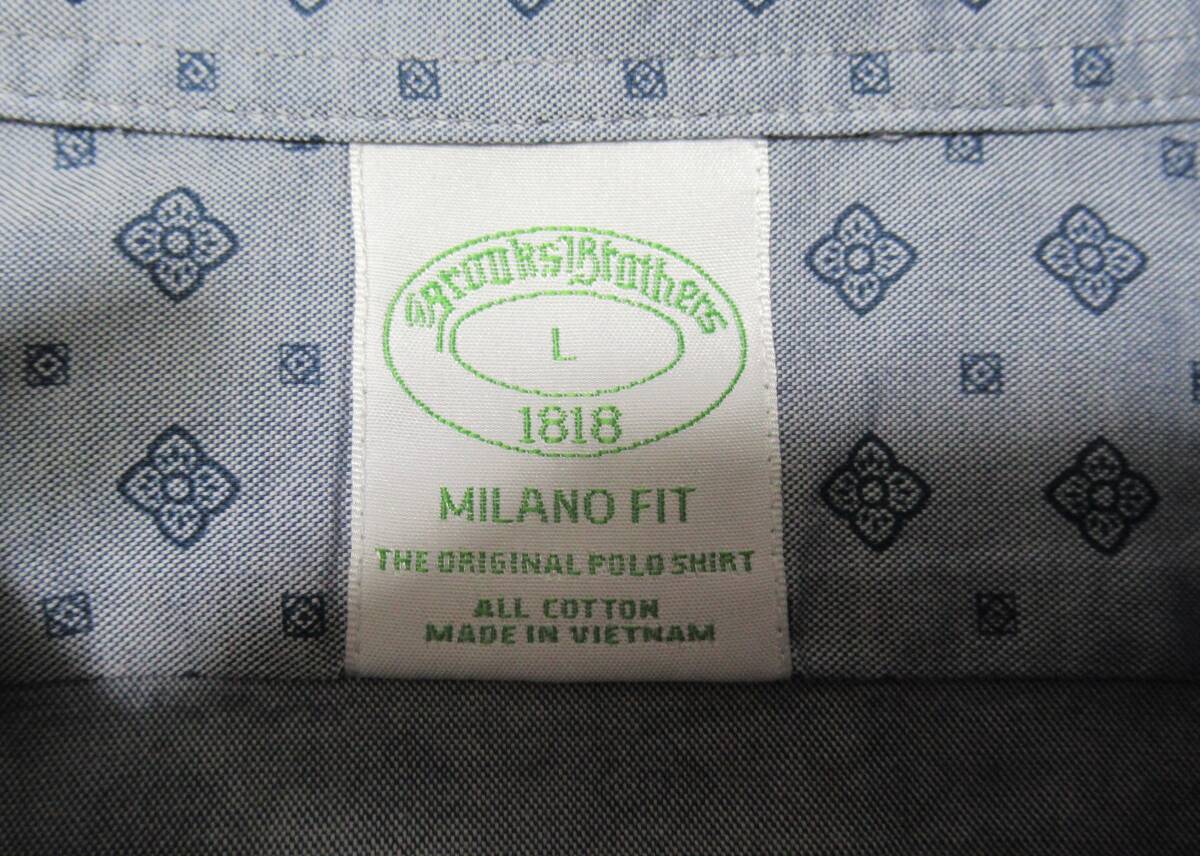 Brooks Brothers
L
1818
MILANO FIT
THE ORIGINAL POLO SHIRT
ALL COTTON
MADE IN VIETNAM